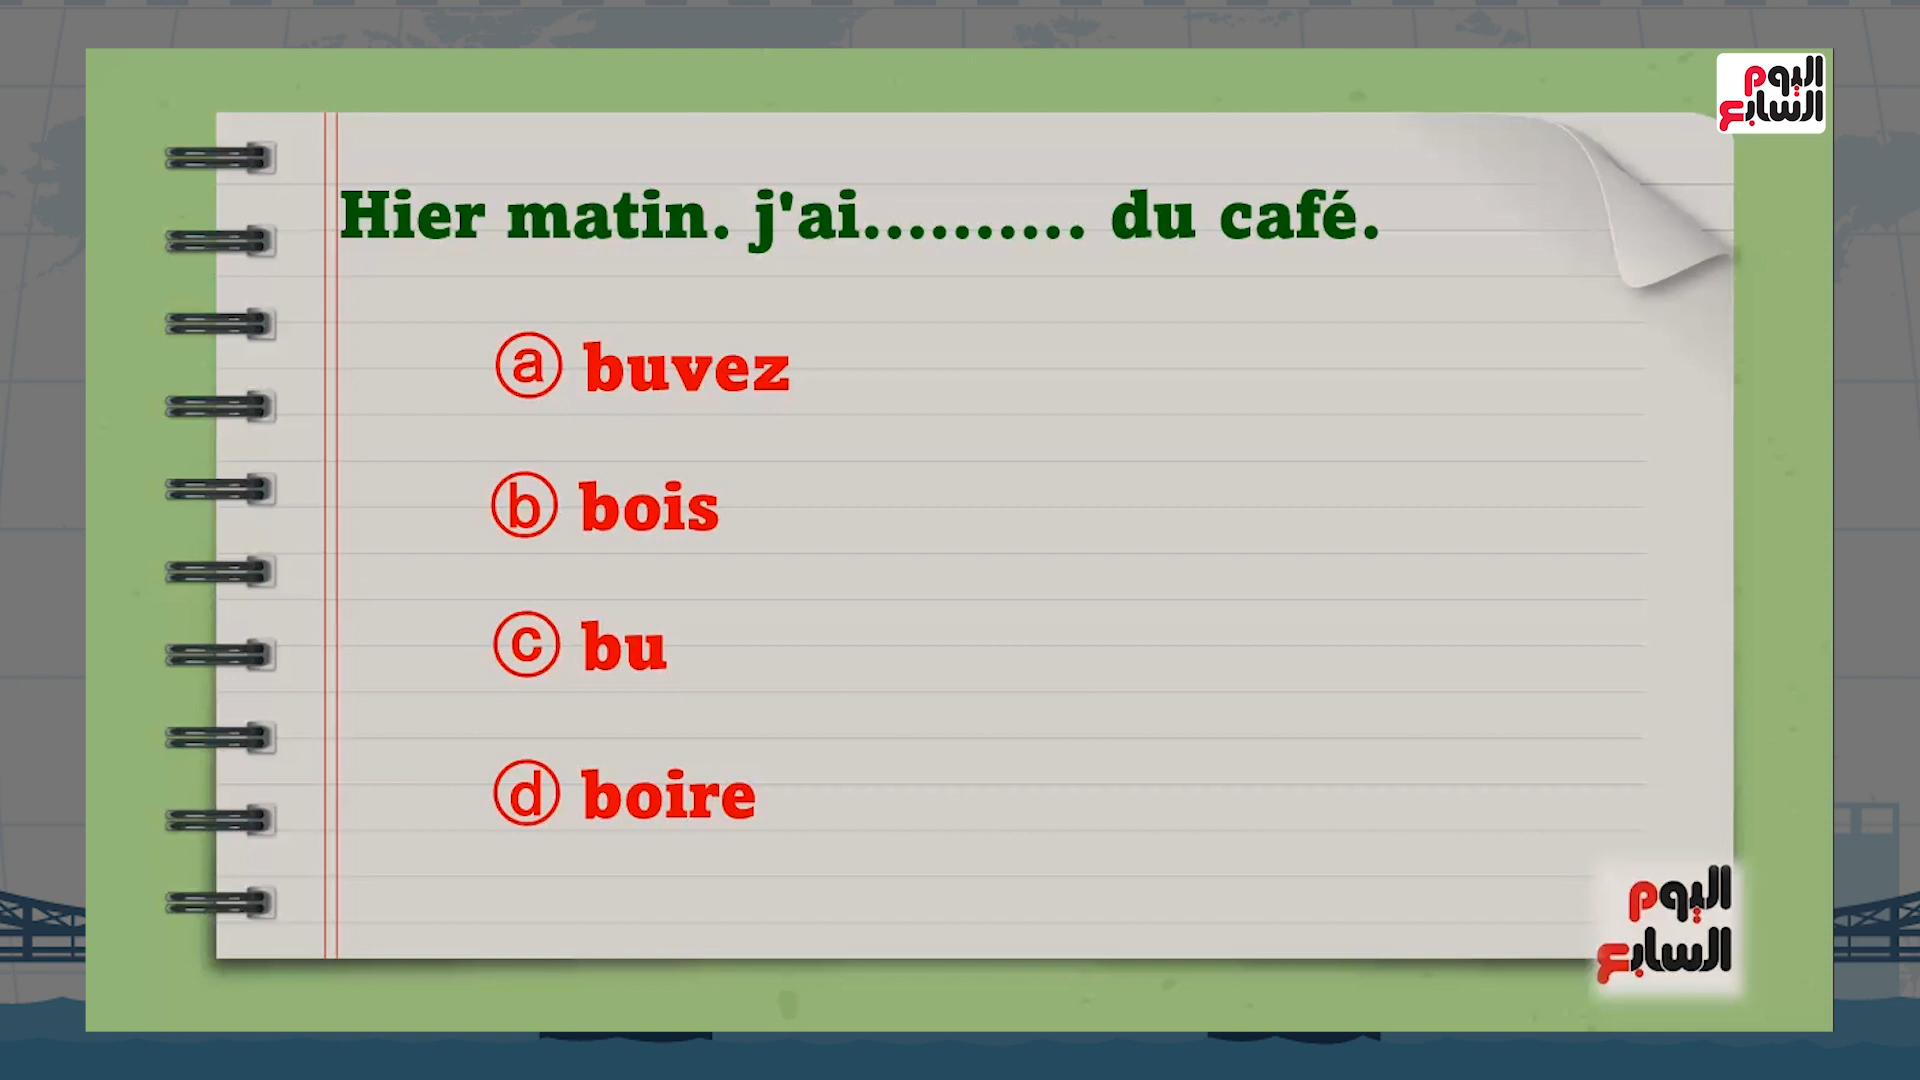 اليوم
السابع
Hier matin. j'ai.......... du café.
ⓐ buvez
ⓑ bois
ⓒ bu
ⓓ boire
اليوم
السابع